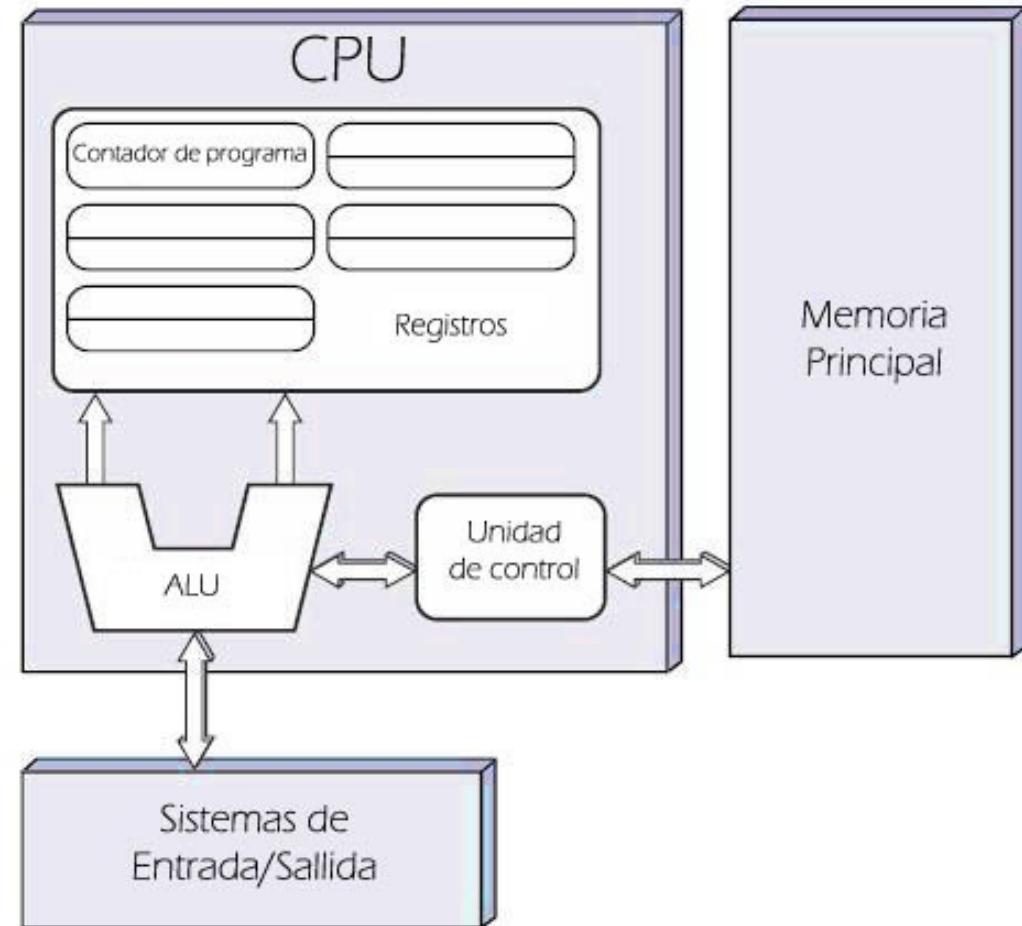 CPU
Contador de programa
Registros
Memoria
Principal
ALU
Unidad
de control
Sistemas de
Entrada/Sallida